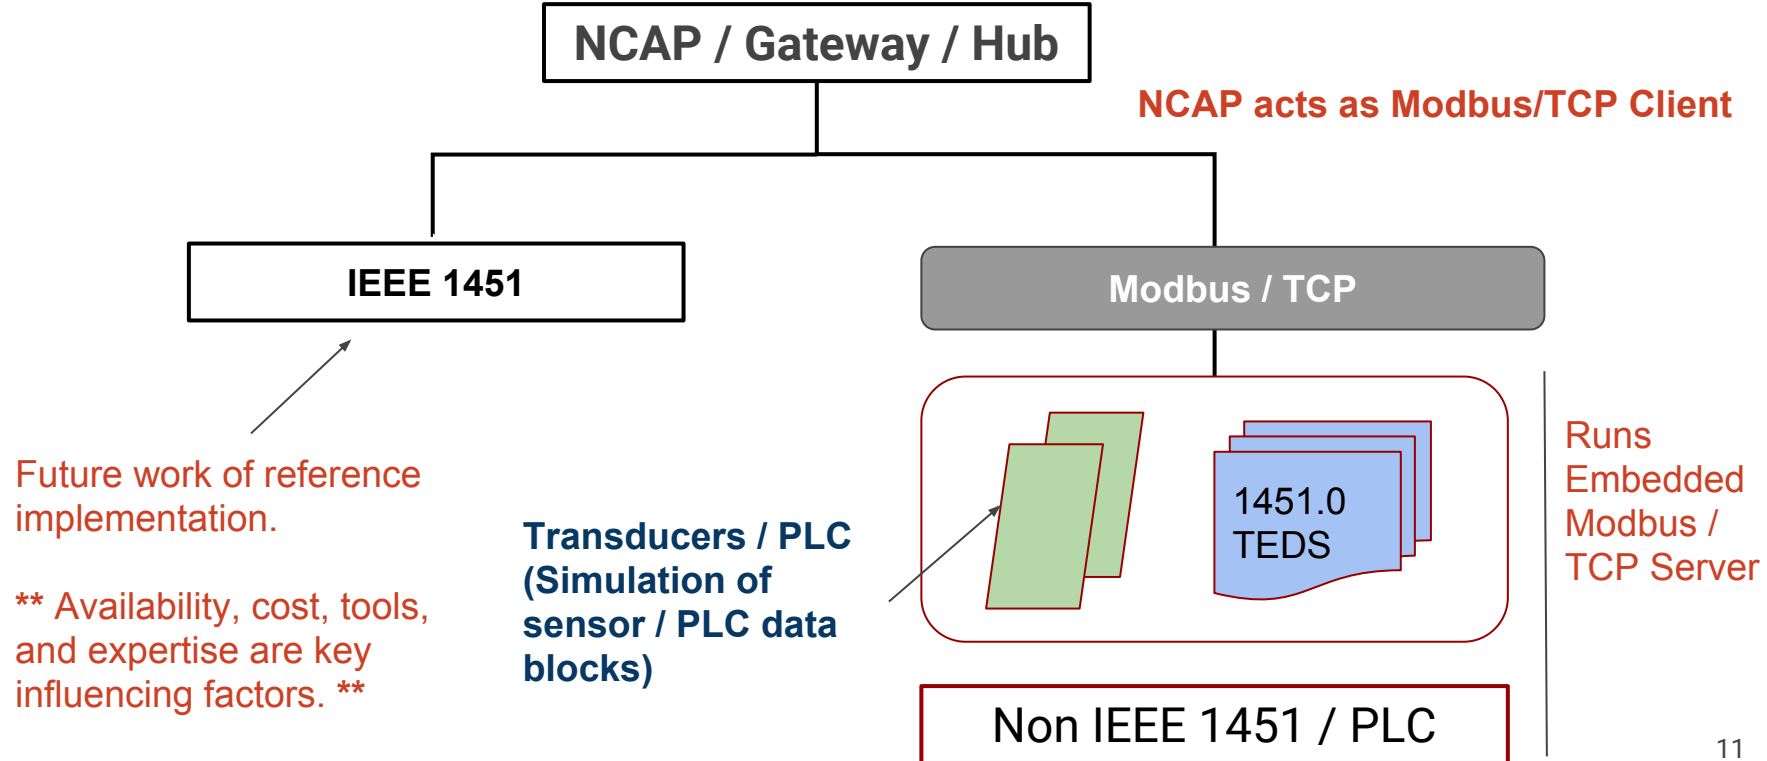 NCAP / Gateway / Hub
NCAP acts as Modbus/TCP Client
IEEE 1451
Modbus / TCP
Future work of reference
implementation.
** Availability, cost, tools,
and expertise are key
influencing factors. **
Transducers / PLC
(Simulation of
sensor / PLC data
blocks)
1451.0
TEDS
Runs
Embedded
Modbus /
TCP Server
Non IEEE 1451 / PLC
11